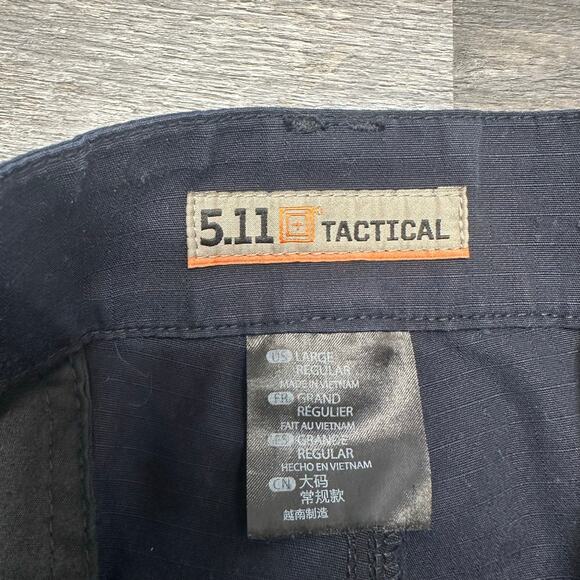 5.11 TACTICAL
US LARGE
REGULAR
MADE IN VIETNAM
FR GRAND
RÉGULIER
FAIT AU VIETNAM
ES GRANDE
REGULAR
HECHO EN VIETNAM
CN 大码
常规款
越南制造